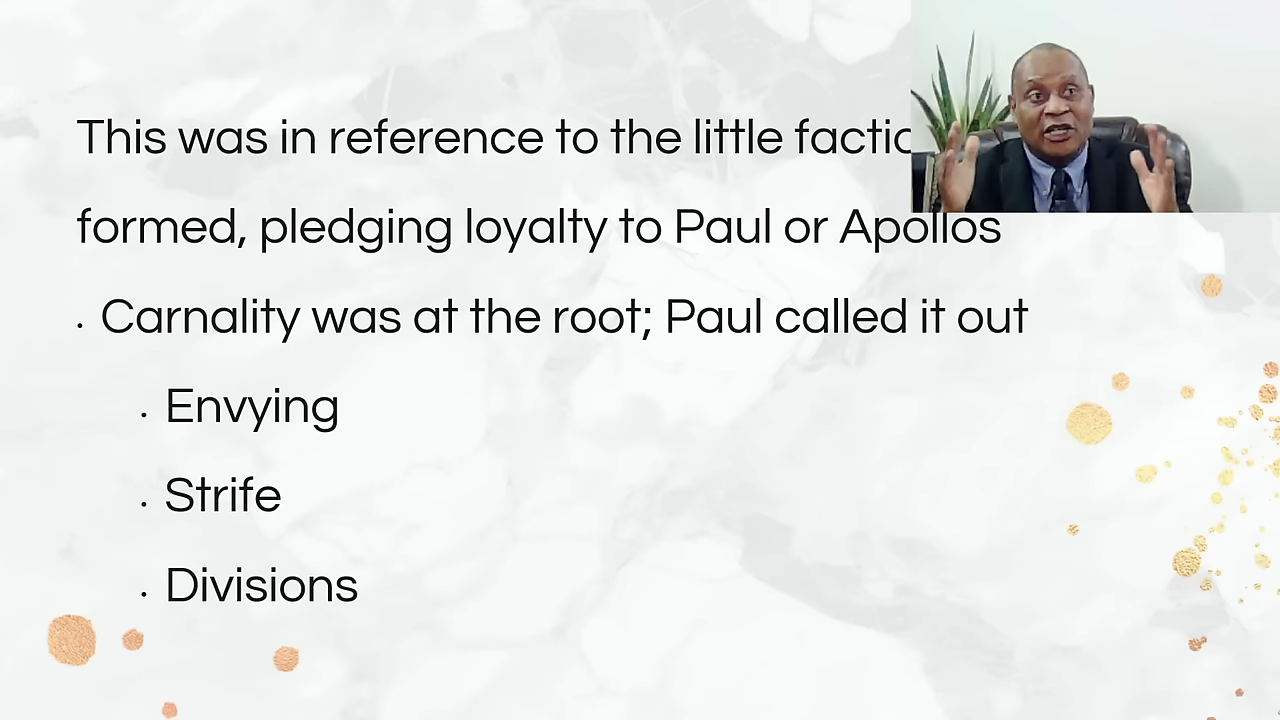 This was in reference to the little
formed, pledging loyalty to Paul or Apollos
· Carnality was at the root; Paul called it out
· Envying
· Strife
· Divisions